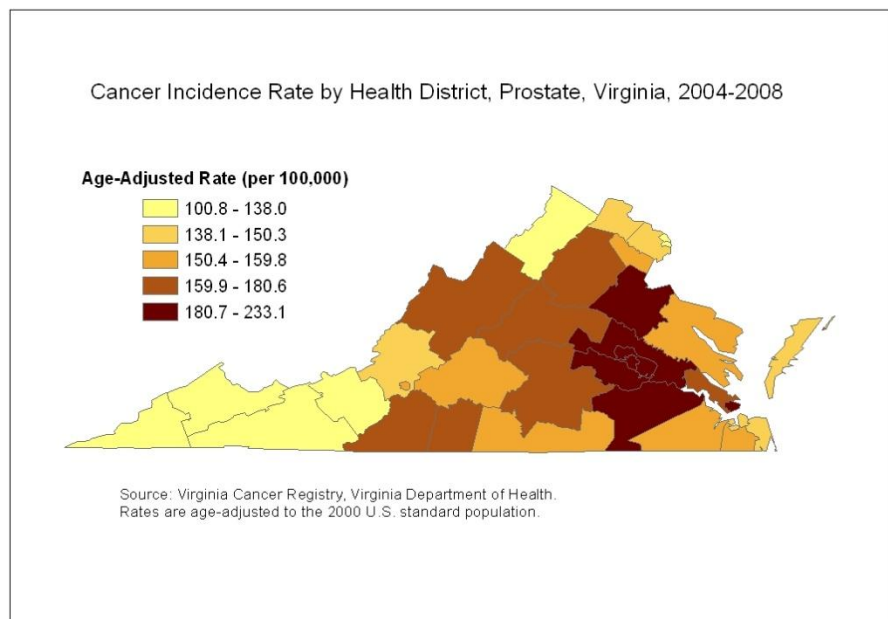 Cancer Incidence Rate by Health District, Prostate, Virginia, 2004-2008
Age-Adjusted Rate (per 100,000)
100.8 - 138.0
138.1 - 150.3
150.4 - 159.8
159.9 - 180.6
180.7 - 233.1
Source: Virginia Cancer Registry, Virginia Department of Health.
Rates are age-adjusted to the 2000 U.S. standard population.